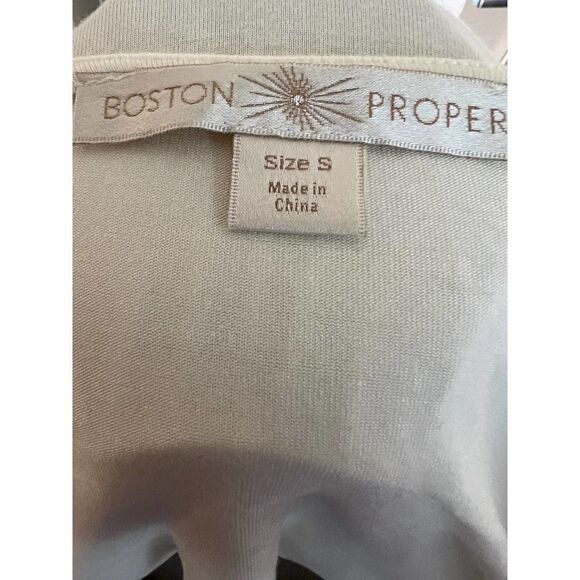 BOSTON PROPER
Size S
Made in
China